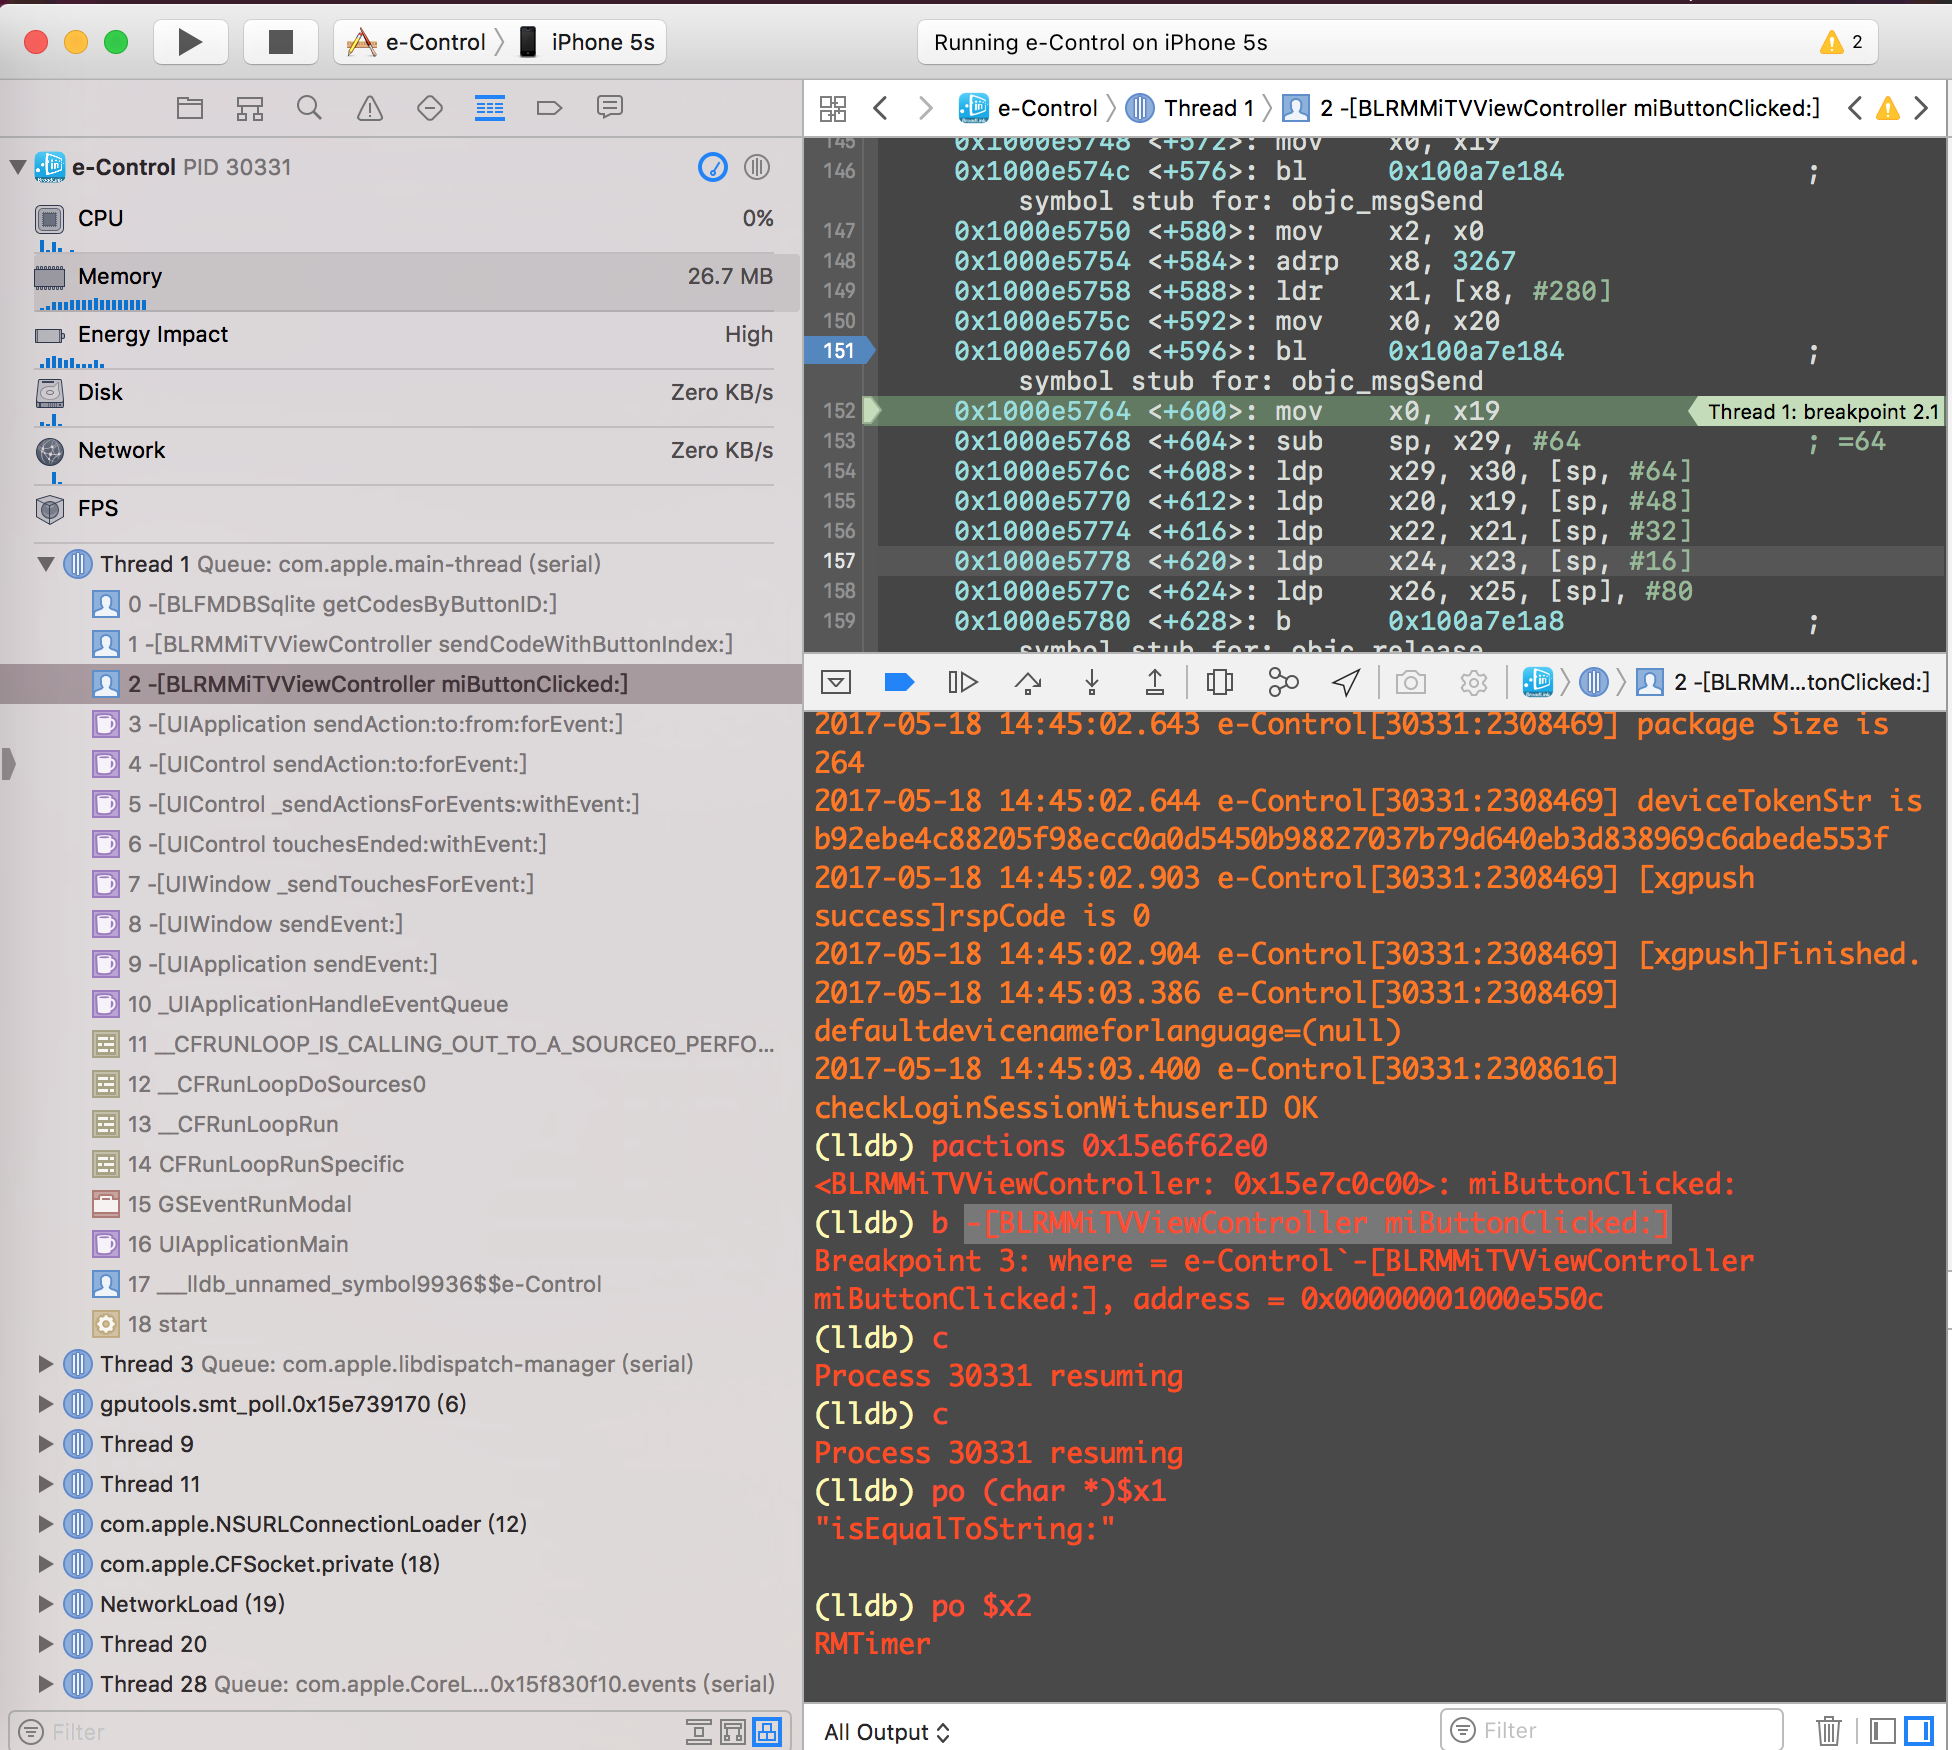 e-Control
iPhone 5s
Running e-Control on iPhone 5s
2
e-Control PID 30331
CPU 0%
Memory 26.7 MB
Energy Impact High
Disk Zero KB/s
Network Zero KB/s
FPS
Thread 1 Queue: com.apple.main-thread (serial)
0 -[BLFMDBSqlite getCodesByButtonID:]
1 -[BLRMMiTVViewController sendCodeWithButtonIndex:]
2 -[BLRMMiTVViewController miButtonClicked:]
3 -[UIApplication sendAction:to:from:forEvent:]
4 -[UIControl sendAction:to:forEvent:]
5 -[UIControl _sendActionsForEvents:withEvent:]
6 -[UIControl touchesEnded:withEvent:]
7 -[UIWindow _sendTouchesForEvent:]
8 -[UIWindow sendEvent:]
9 -[UIApplication sendEvent:]
10 _UIApplicationHandleEventQueue
11 __CFRUNLOOP_IS_CALLING_OUT_TO_A_SOURCE0_PERFO...
12 __CFRunLoopDoSources0
13 __CFRunLoopRun
14 CFRunLoopRunSpecific
15 GSEventRunModal
16 UIApplicationMain
17 ___lldb_unnamed_symbol9936$$e-Control
18 start
Thread 3 Queue: com.apple.libdispatch-manager (serial)
gputools.smt_poll.0x15e739170 (6)
Thread 9
Thread 11
com.apple.NSURLConnectionLoader (12)
com.apple.CFSocket.private (18)
NetworkLoad (19)
Thread 20
Thread 28 Queue: com.apple.CoreL...0x15f830f10.events (serial)
Filter
e-Control Thread 1 2 -[BLRMMiTVViewController miButtonClicked:]
145 0x1000e5748 <+572>: mov x0, x19
146 0x1000e574c <+576>: bl 0x100a7e184 ;
symbol stub for: objc_msgSend
147 0x1000e5750 <+580>: mov x2, x0
148 0x1000e5754 <+584>: adrp x8, 3267
149 0x1000e5758 <+588>: ldr x1, [x8, #280]
150 0x1000e575c <+592>: mov x0, x20
151 0x1000e5760 <+596>: bl 0x100a7e184 ;
symbol stub for: objc_msgSend
152 0x1000e5764 <+600>: mov x0, x19 Thread 1: breakpoint 2.1
153 0x1000e5768 <+604>: sub sp, x29, #64 ; =64
154 0x1000e576c <+608>: ldp x29, x30, [sp, #64]
155 0x1000e5770 <+612>: ldp x20, x19, [sp, #48]
156 0x1000e5774 <+616>: ldp x22, x21, [sp, #32]
157 0x1000e5778 <+620>: ldp x24, x23, [sp, #16]
158 0x1000e577c <+624>: ldp x26, x25, [sp], #80
159 0x1000e5780 <+628>: b 0x100a7e1a8 ;
symbol stub for: objc_release
2 -[BLRMM...tonClicked:]
2017-05-18 14:45:02.643 e-Control[30331:2308469] package Size is
264
2017-05-18 14:45:02.644 e-Control[30331:2308469] deviceTokenStr is
b92ebe4c88205f98ecc0a0d5450b98827037b79d640eb3d838969c6abede553f
2017-05-18 14:45:02.903 e-Control[30331:2308469] [xgpush
success]rspCode is 0
2017-05-18 14:45:02.904 e-Control[30331:2308469] [xgpush]Finished.
2017-05-18 14:45:03.386 e-Control[30331:2308469]
defaultdevicenameforlanguage=(null)
2017-05-18 14:45:03.400 e-Control[30331:2308616]
checkLoginSessionWithuserID OK
(lldb) pactions 0x15e6f62e0
<BLRMMiTVViewController: 0x15e7c0c00>: miButtonClicked:
(lldb) b -[BLRMMiTVViewController miButtonClicked:]
Breakpoint 3: where = e-Control`-[BLRMMiTVViewController
miButtonClicked:], address = 0x00000001000e550c
(lldb) c
Process 30331 resuming
(lldb) c
Process 30331 resuming
(lldb) po (char *)$x1
"isEqualToString:"
(lldb) po $x2
RMTimer
All Output
Filter